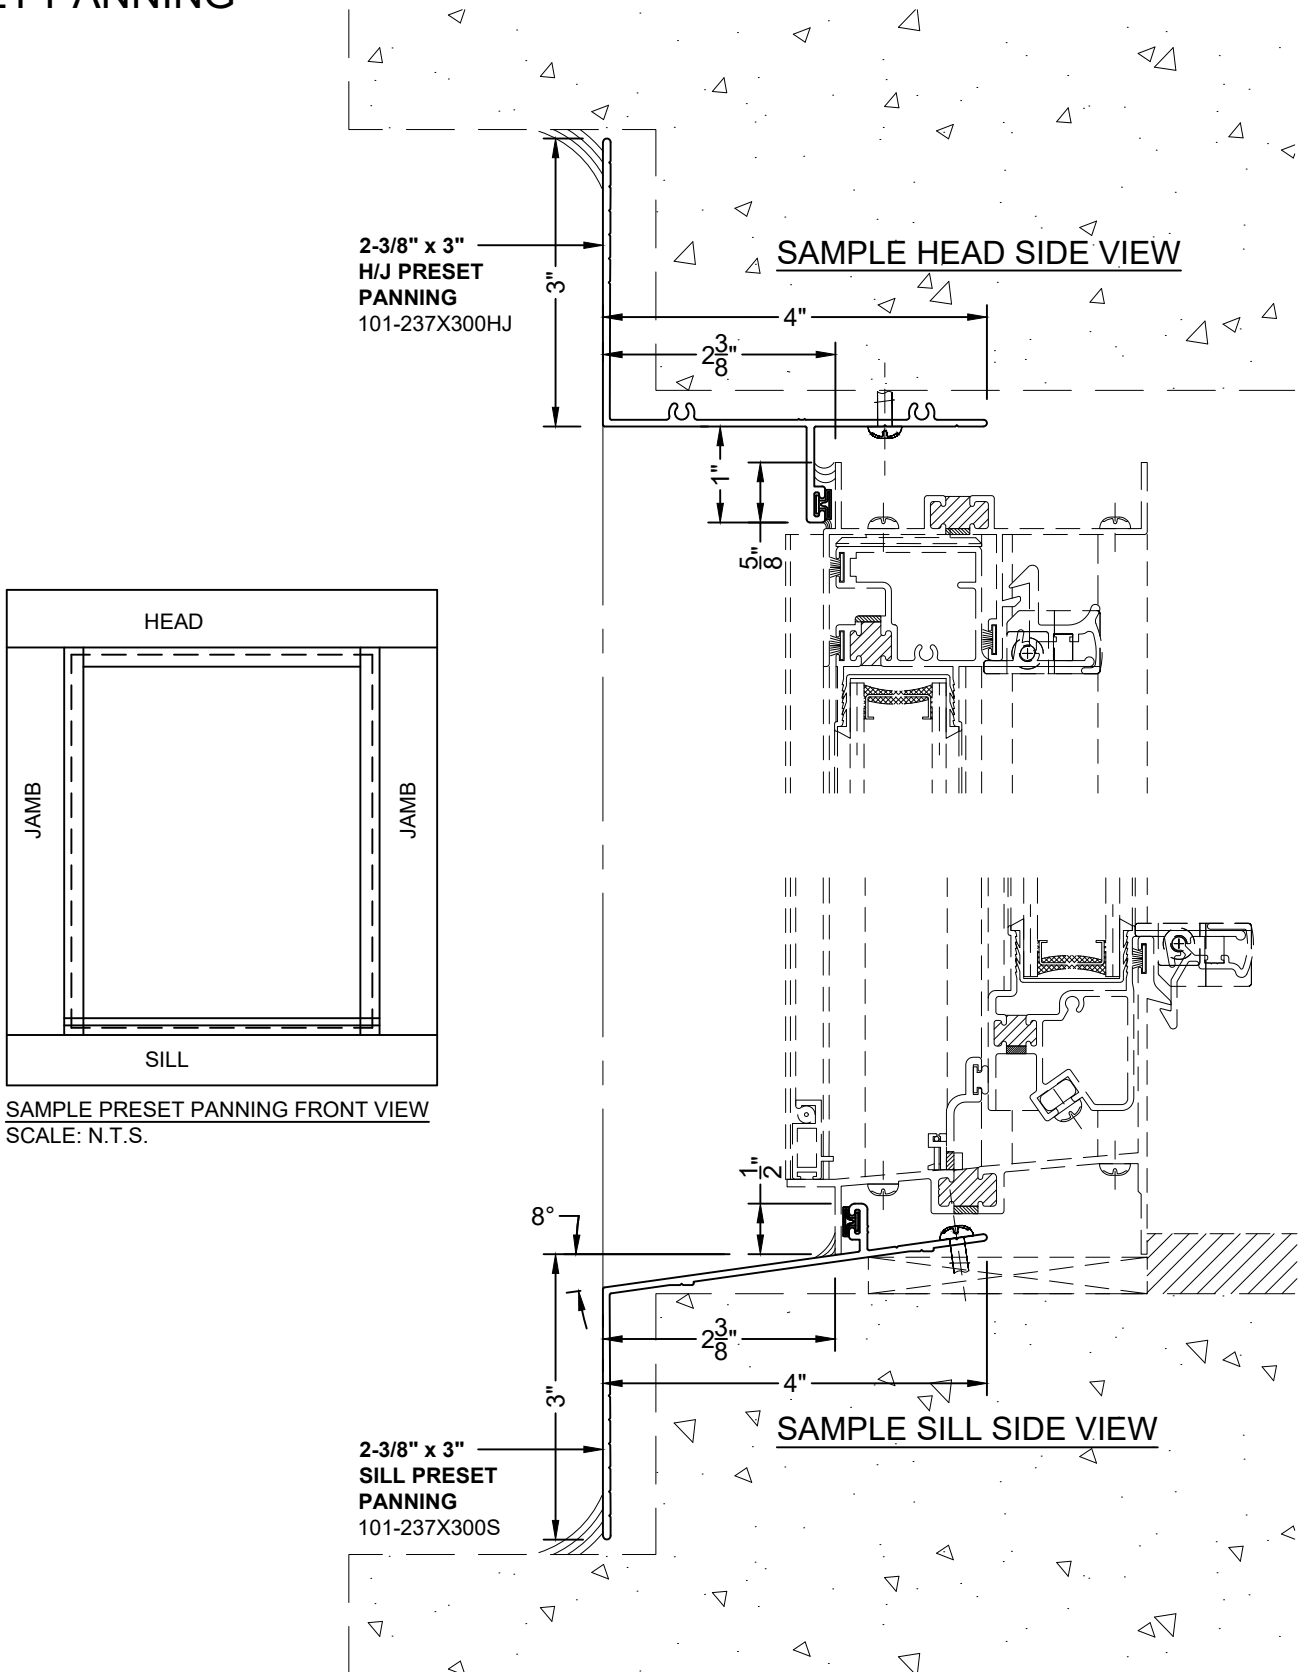 PANNING
SAMPLE HEAD SIDE VIEW
2-3/8" x 3"
H/J PRESET
PANNING
101-237X300HJ
3"
4"
2 3/8"
1"
5/8"
HEAD
JAMB
JAMB
SILL
SAMPLE PRESET PANNING FRONT VIEW
SCALE: N.T.S.
1/2"
8°
2 3/8"
4"
3"
SAMPLE SILL SIDE VIEW
2-3/8" x 3"
SILL PRESET
PANNING
101-237X300S